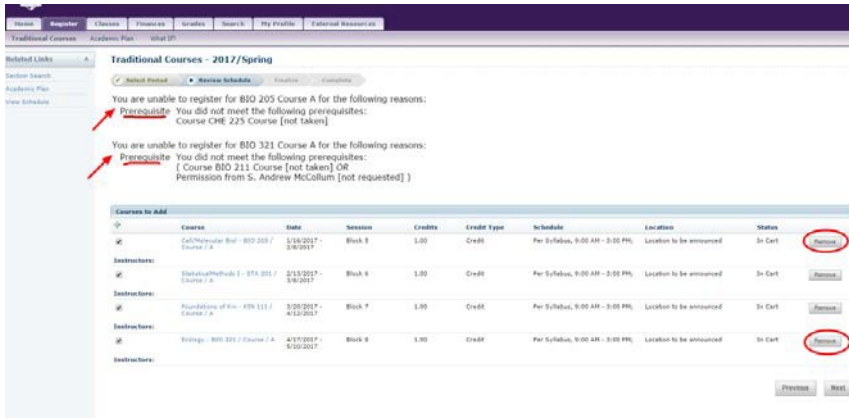 Home Register Classes Finances Grades Search My Profile External Resources
Traditional Courses Academic Plan What If?
Related Links
Section Search
Academic Plan
View Schedule
Traditional Courses - 2017/Spring
Select Period Review Schedule Finalize Complete
You are unable to register for BIO 205 Course A for the following reasons:
Prerequisite You did not meet the following prerequisites:
Course CHE 225 Course [not taken]
You are unable to register for BIO 321 Course A for the following reasons:
Prerequisite You did not meet the following prerequisites:
( Course BIO 211 Course [not taken] OR
Permission from S. Andrew McCollum [not requested] )
Courses to Add
Course Date Session Credits Credit Type Schedule Location Status
Cell/Molecular Biol - BIO 205 / Course / A 1/16/2017 - 2/8/2017 Block 5 1.00 Credit Per Syllabus, 9:00 AM - 3:00 PM; Location to be announced In Cart Remove
Instructors:
StatisticalMethods I - STA 201 / Course / A 2/13/2017 - 3/8/2017 Block 6 1.00 Credit Per Syllabus, 9:00 AM - 3:00 PM; Location to be announced In Cart Remove
Instructors:
Foundations of Kin - KIN 111 / Course / A 3/20/2017 - 4/12/2017 Block 7 1.00 Credit Per Syllabus, 9:00 AM - 3:00 PM; Location to be announced In Cart Remove
Instructors:
Ecology - BIO 321 / Course / A 4/17/2017 - 5/10/2017 Block 8 1.00 Credit Per Syllabus, 9:00 AM - 3:00 PM; Location to be announced In Cart Remove
Instructors:
Previous Next